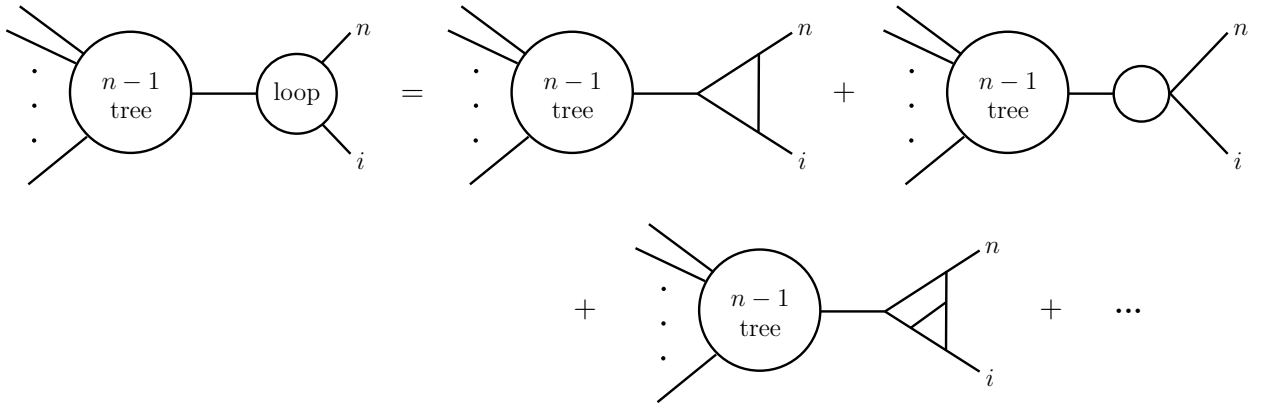 n − 1 tree loop n i = n − 1 tree n i + n − 1 tree n i
+ n − 1 tree n i + ...